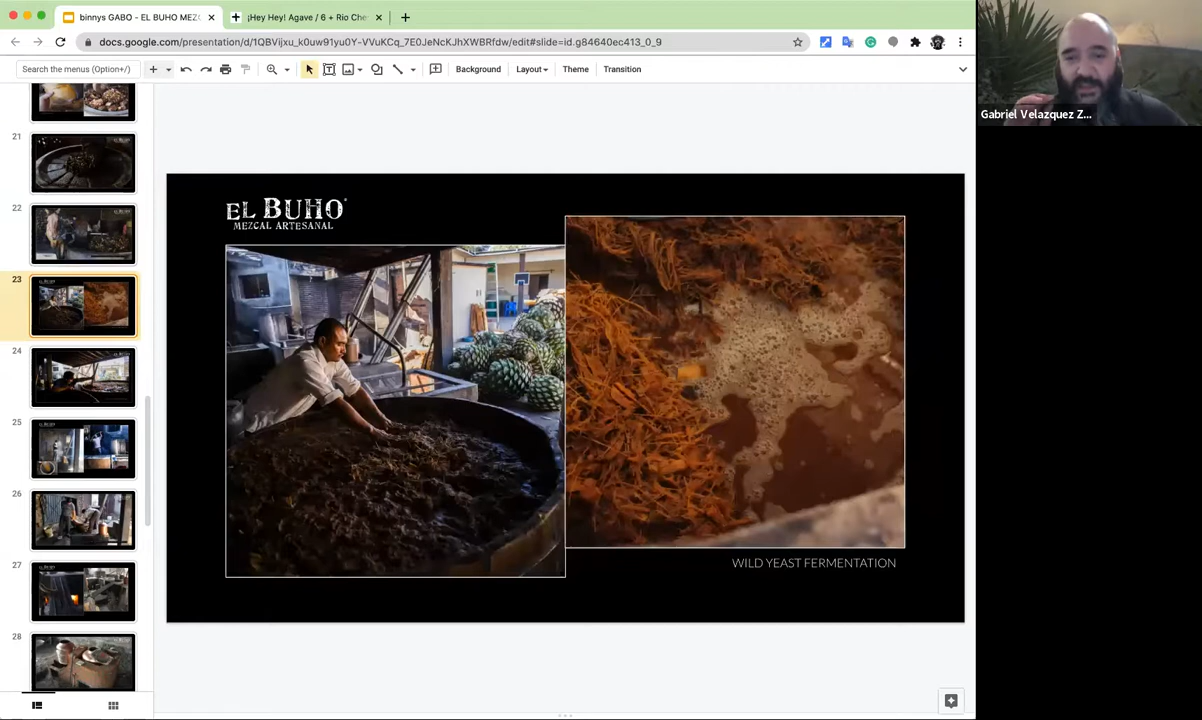 binnys GABO - EL BUHO MEZC
¡Hey Hey! Agave / 6 + Rio Che
docs.google.com/presentation/d/1QBVijxu_k0uw91yu0Y-VVuKCq_7E0JeNcKJhXWBRfdw/edit#slide=id.g84640ec413_0_9
Search the menus (Option+/)
Background
Layout
Theme
Transition
Gabriel Velazquez Z...
21
22
23
24
25
26
27
28
EL BUHO
MEZCAL ARTESANAL
WILD YEAST FERMENTATION